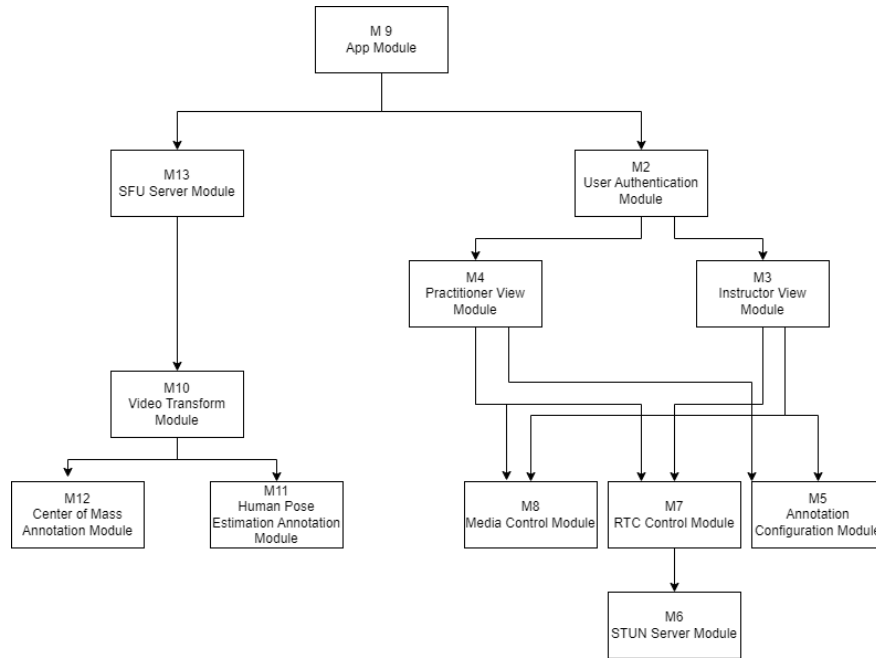 M 9
App Module
M13
SFU Server Module
M2
User Authentication
Module
M4
Practitioner View
Module
M3
Instructor View
Module
M10
Video Transform
Module
M12
Center of Mass
Annotation Module
M11
Human Pose
Estimation Annotation
Module
M8
Media Control Module
M7
RTC Control Module
M5
Annotation
Configuration Module
M6
STUN Server Module